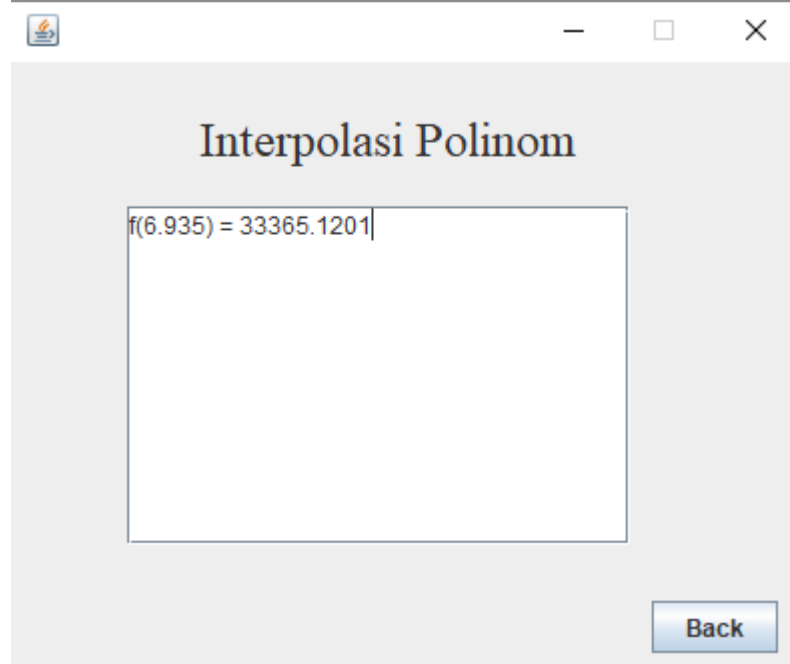 Interpolasi Polinom
f(6.935) = 33365.1201
Back